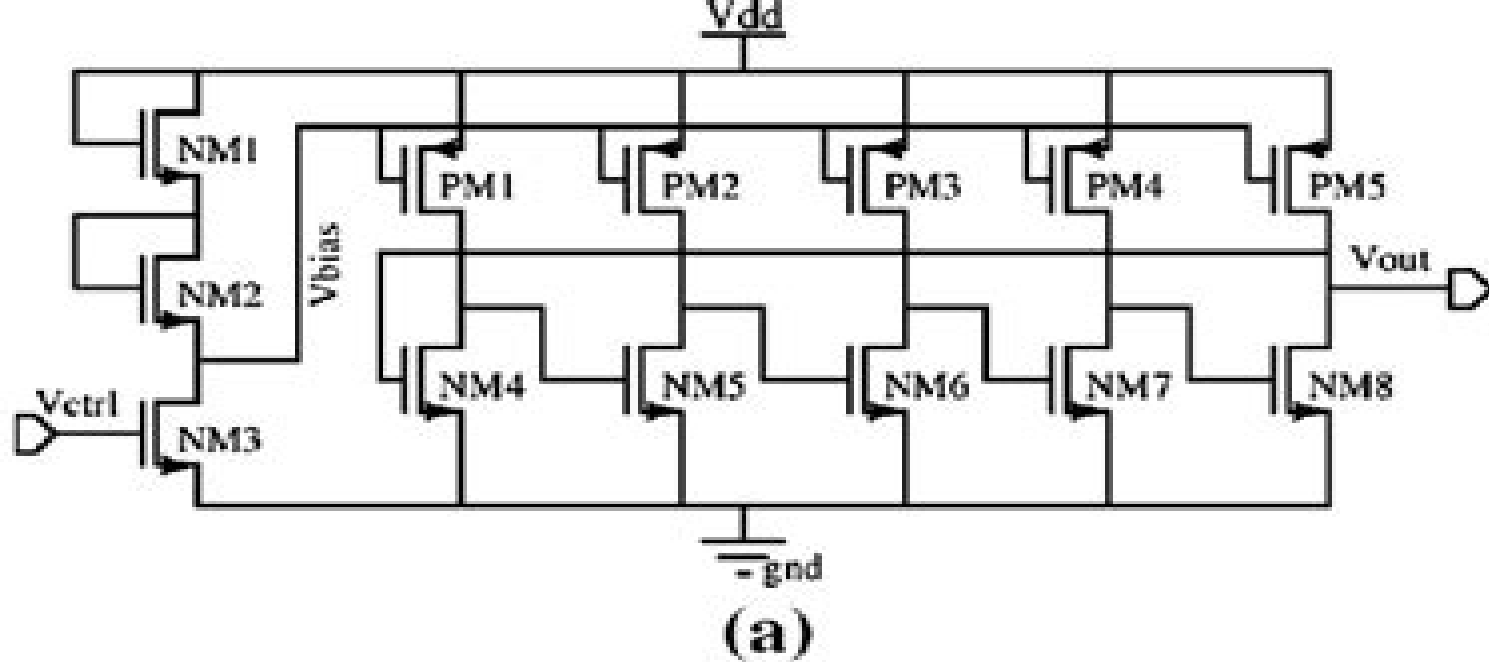 Vdd
NM1
PM1
PM2
PM3
PM4
PM5
Vbias
Vout
NM2
NM4
NM5
NM6
NM7
NM8
Vctrl
NM3
gnd
(a)